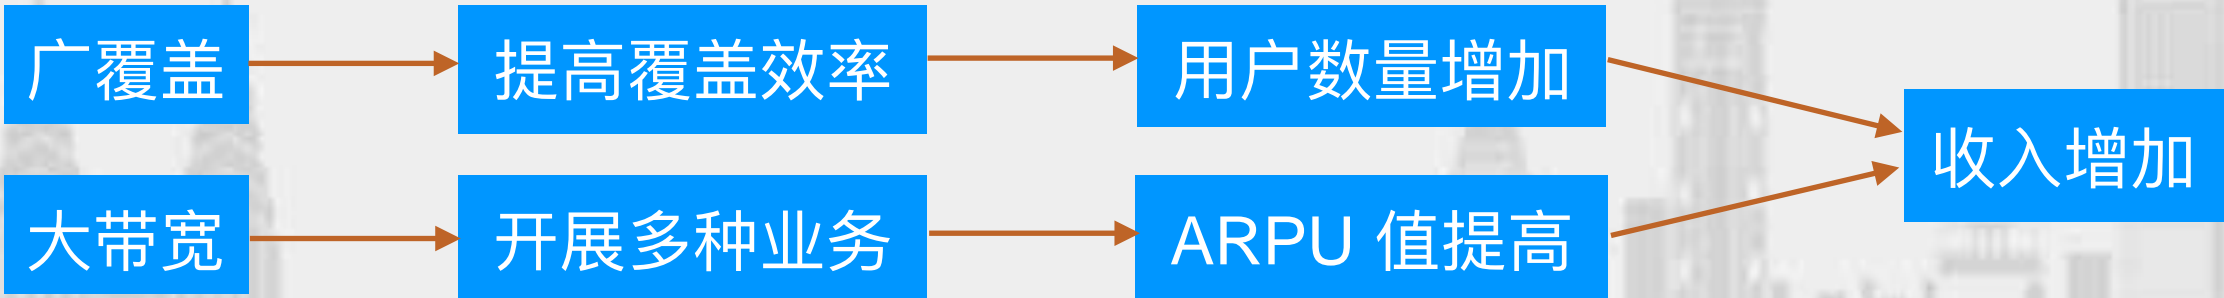 广覆盖
提高覆盖效率
用户数量增加
收入增加
大带宽
开展多种业务
ARPU 值提高